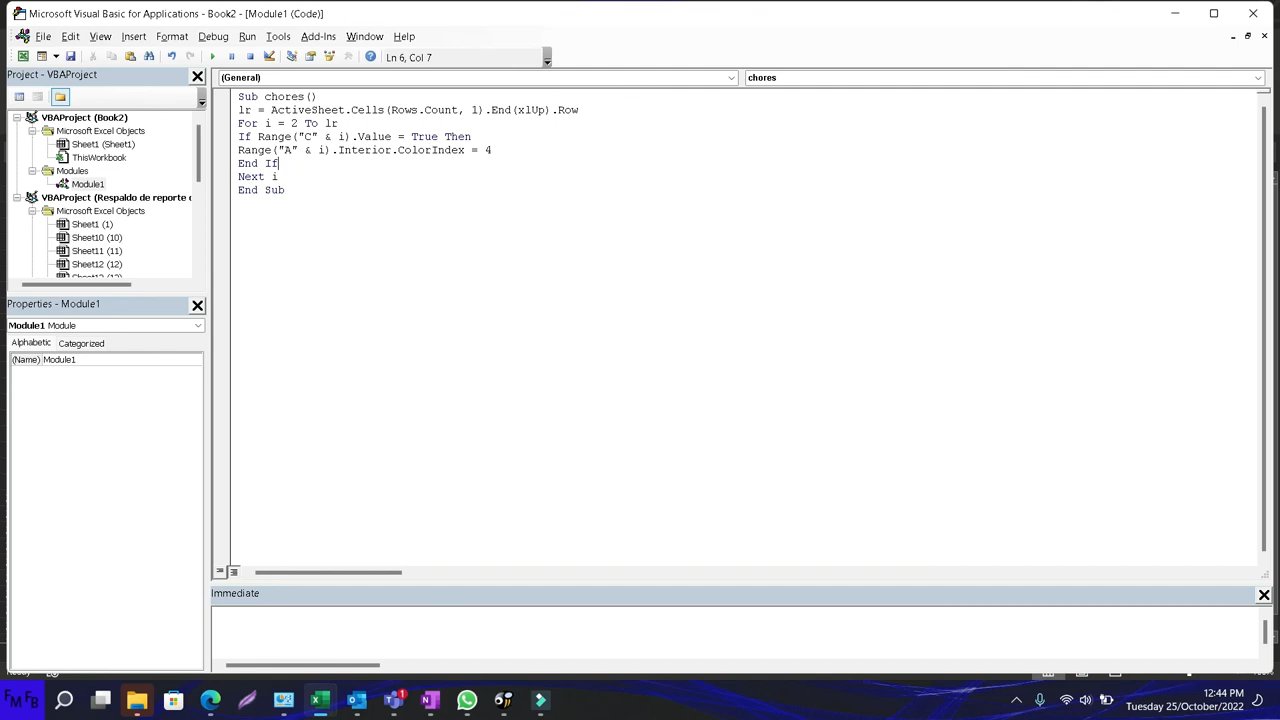 Microsoft Visual Basic for Applications - Book2 - [Module1 (Code)]
File Edit View Insert Format Debug Run Tools Add-Ins Window Help
Ln 6, Col 7
Project - VBAProject
(General)
chores
VBAProject (Book2)
Microsoft Excel Objects
Sheet1 (Sheet1)
ThisWorkbook
Modules
Module1
VBAProject (Respaldo de reporte
Microsoft Excel Objects
Sheet1 (1)
Sheet10 (10)
Sheet11 (11)
Sheet12 (12)
Sub chores()
lr = ActiveSheet.Cells(Rows.Count, 1).End(xlUp).Row
For i = 2 To lr
If Range("C" & i).Value = True Then
Range("A" & i).Interior.ColorIndex = 4
End If
Next i
End Sub
Properties - Module1
Module1 Module
Alphabetic Categorized
(Name) Module1
Immediate
FM FB
1
12:44 PM
Tuesday 25/October/2022